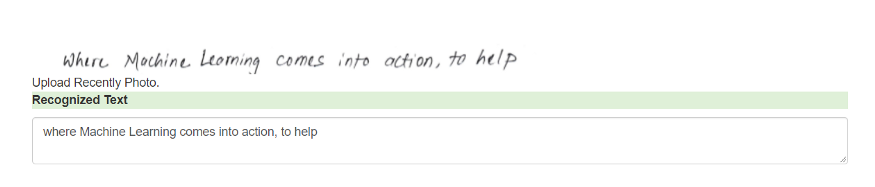 Where Machine Learning comes into action, to help
Upload Recently Photo.
Recognized Text
where Machine Learning comes into action, to help